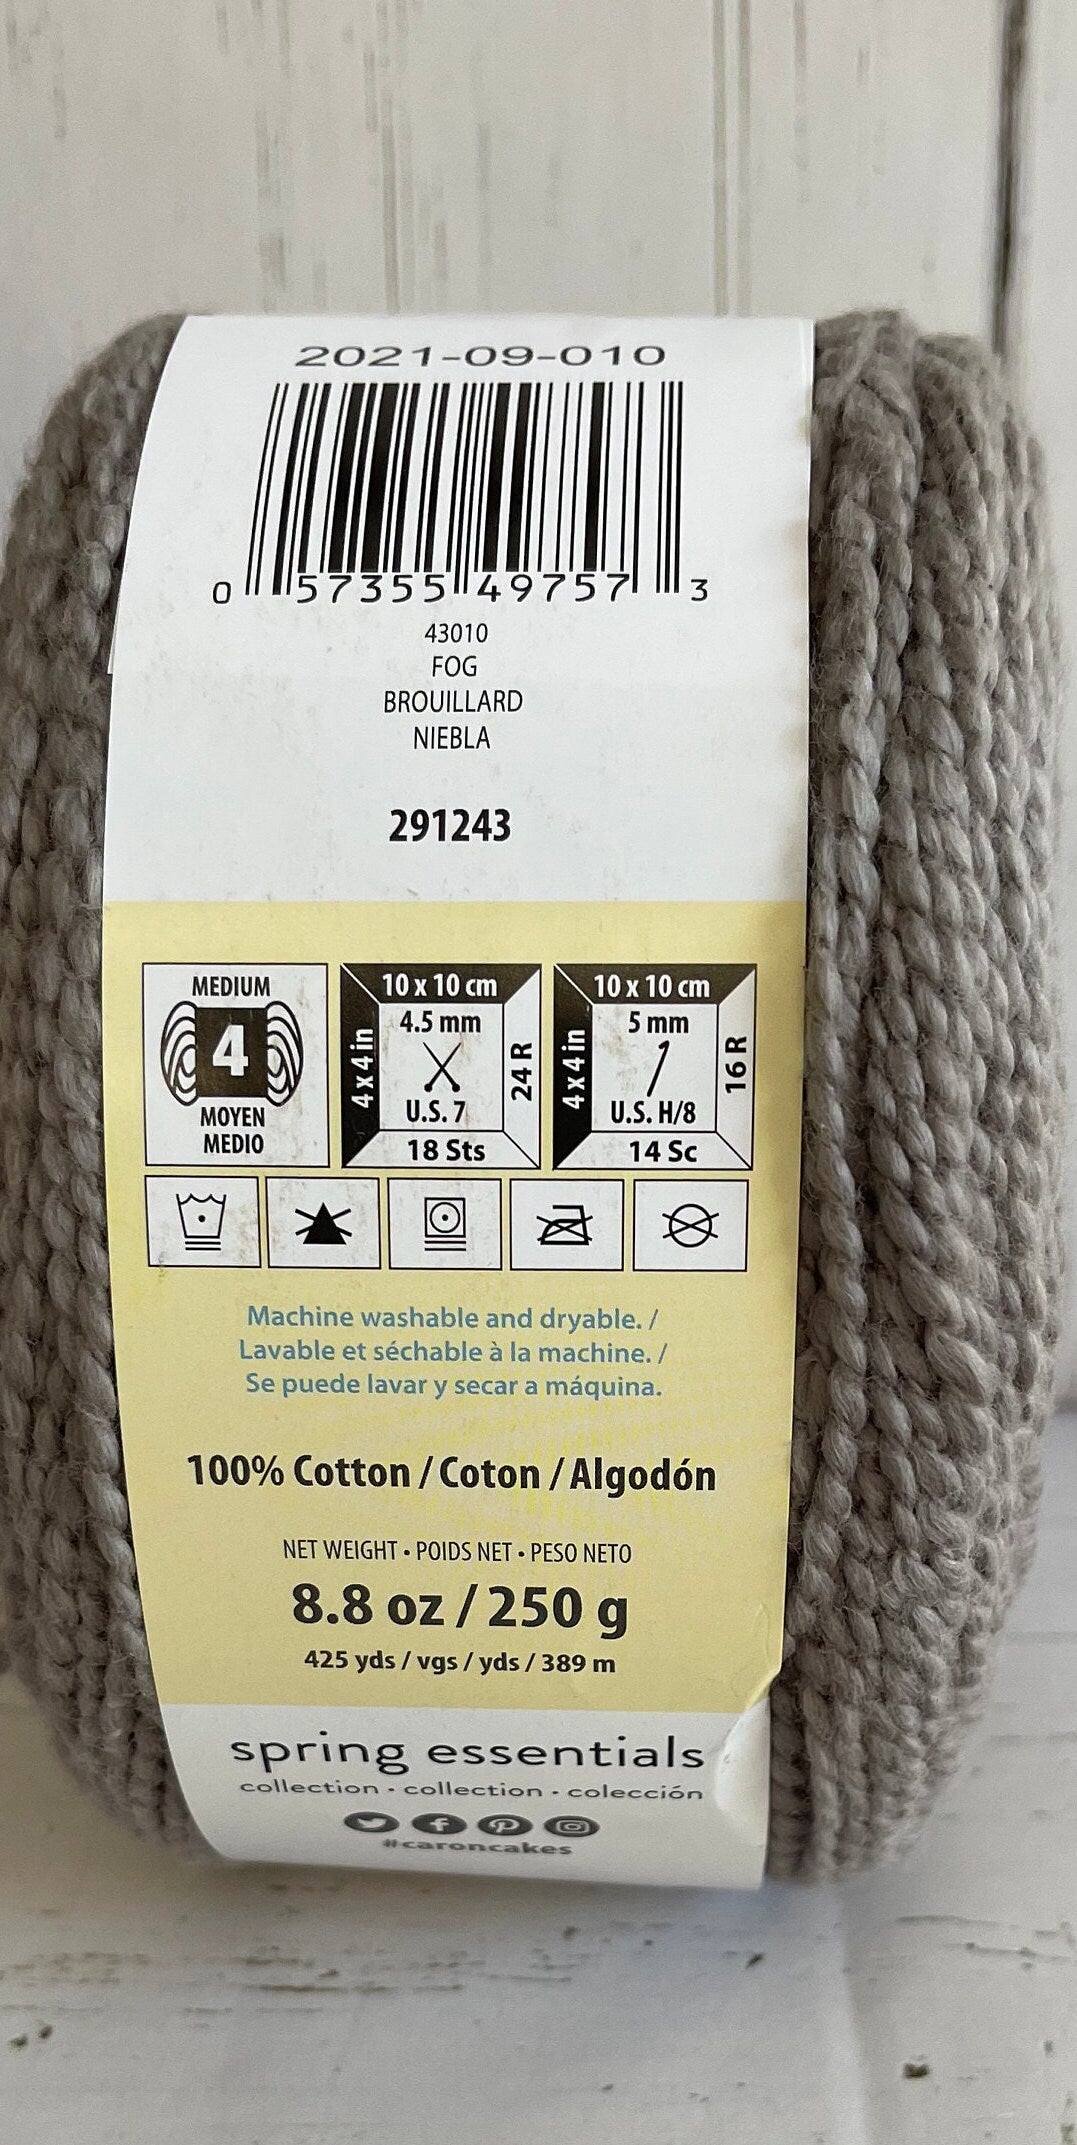 2021-09-010
0 57355 49757 3
43010
FOG
BROUILLARD
NIEBLA
291243
MEDIUM
4
MOYEN
MEDIO
10 x 10 cm
4 x 4 in
4.5 mm
U.S. 7
24 R
18 Sts
10 x 10 cm
4 x 4 in
5 mm
U.S. H/8
16 R
14 Sc
Machine washable and dryable. /
Lavable et séchable à la machine. /
Se puede lavar y secar a máquina.
100% Cotton / Coton / Algodón
NET WEIGHT • POIDS NET • PESO NETO
8.8 oz / 250 g
425 yds / vgs / yds / 389 m
spring essentials
collection • collection • colección
#caroncakes